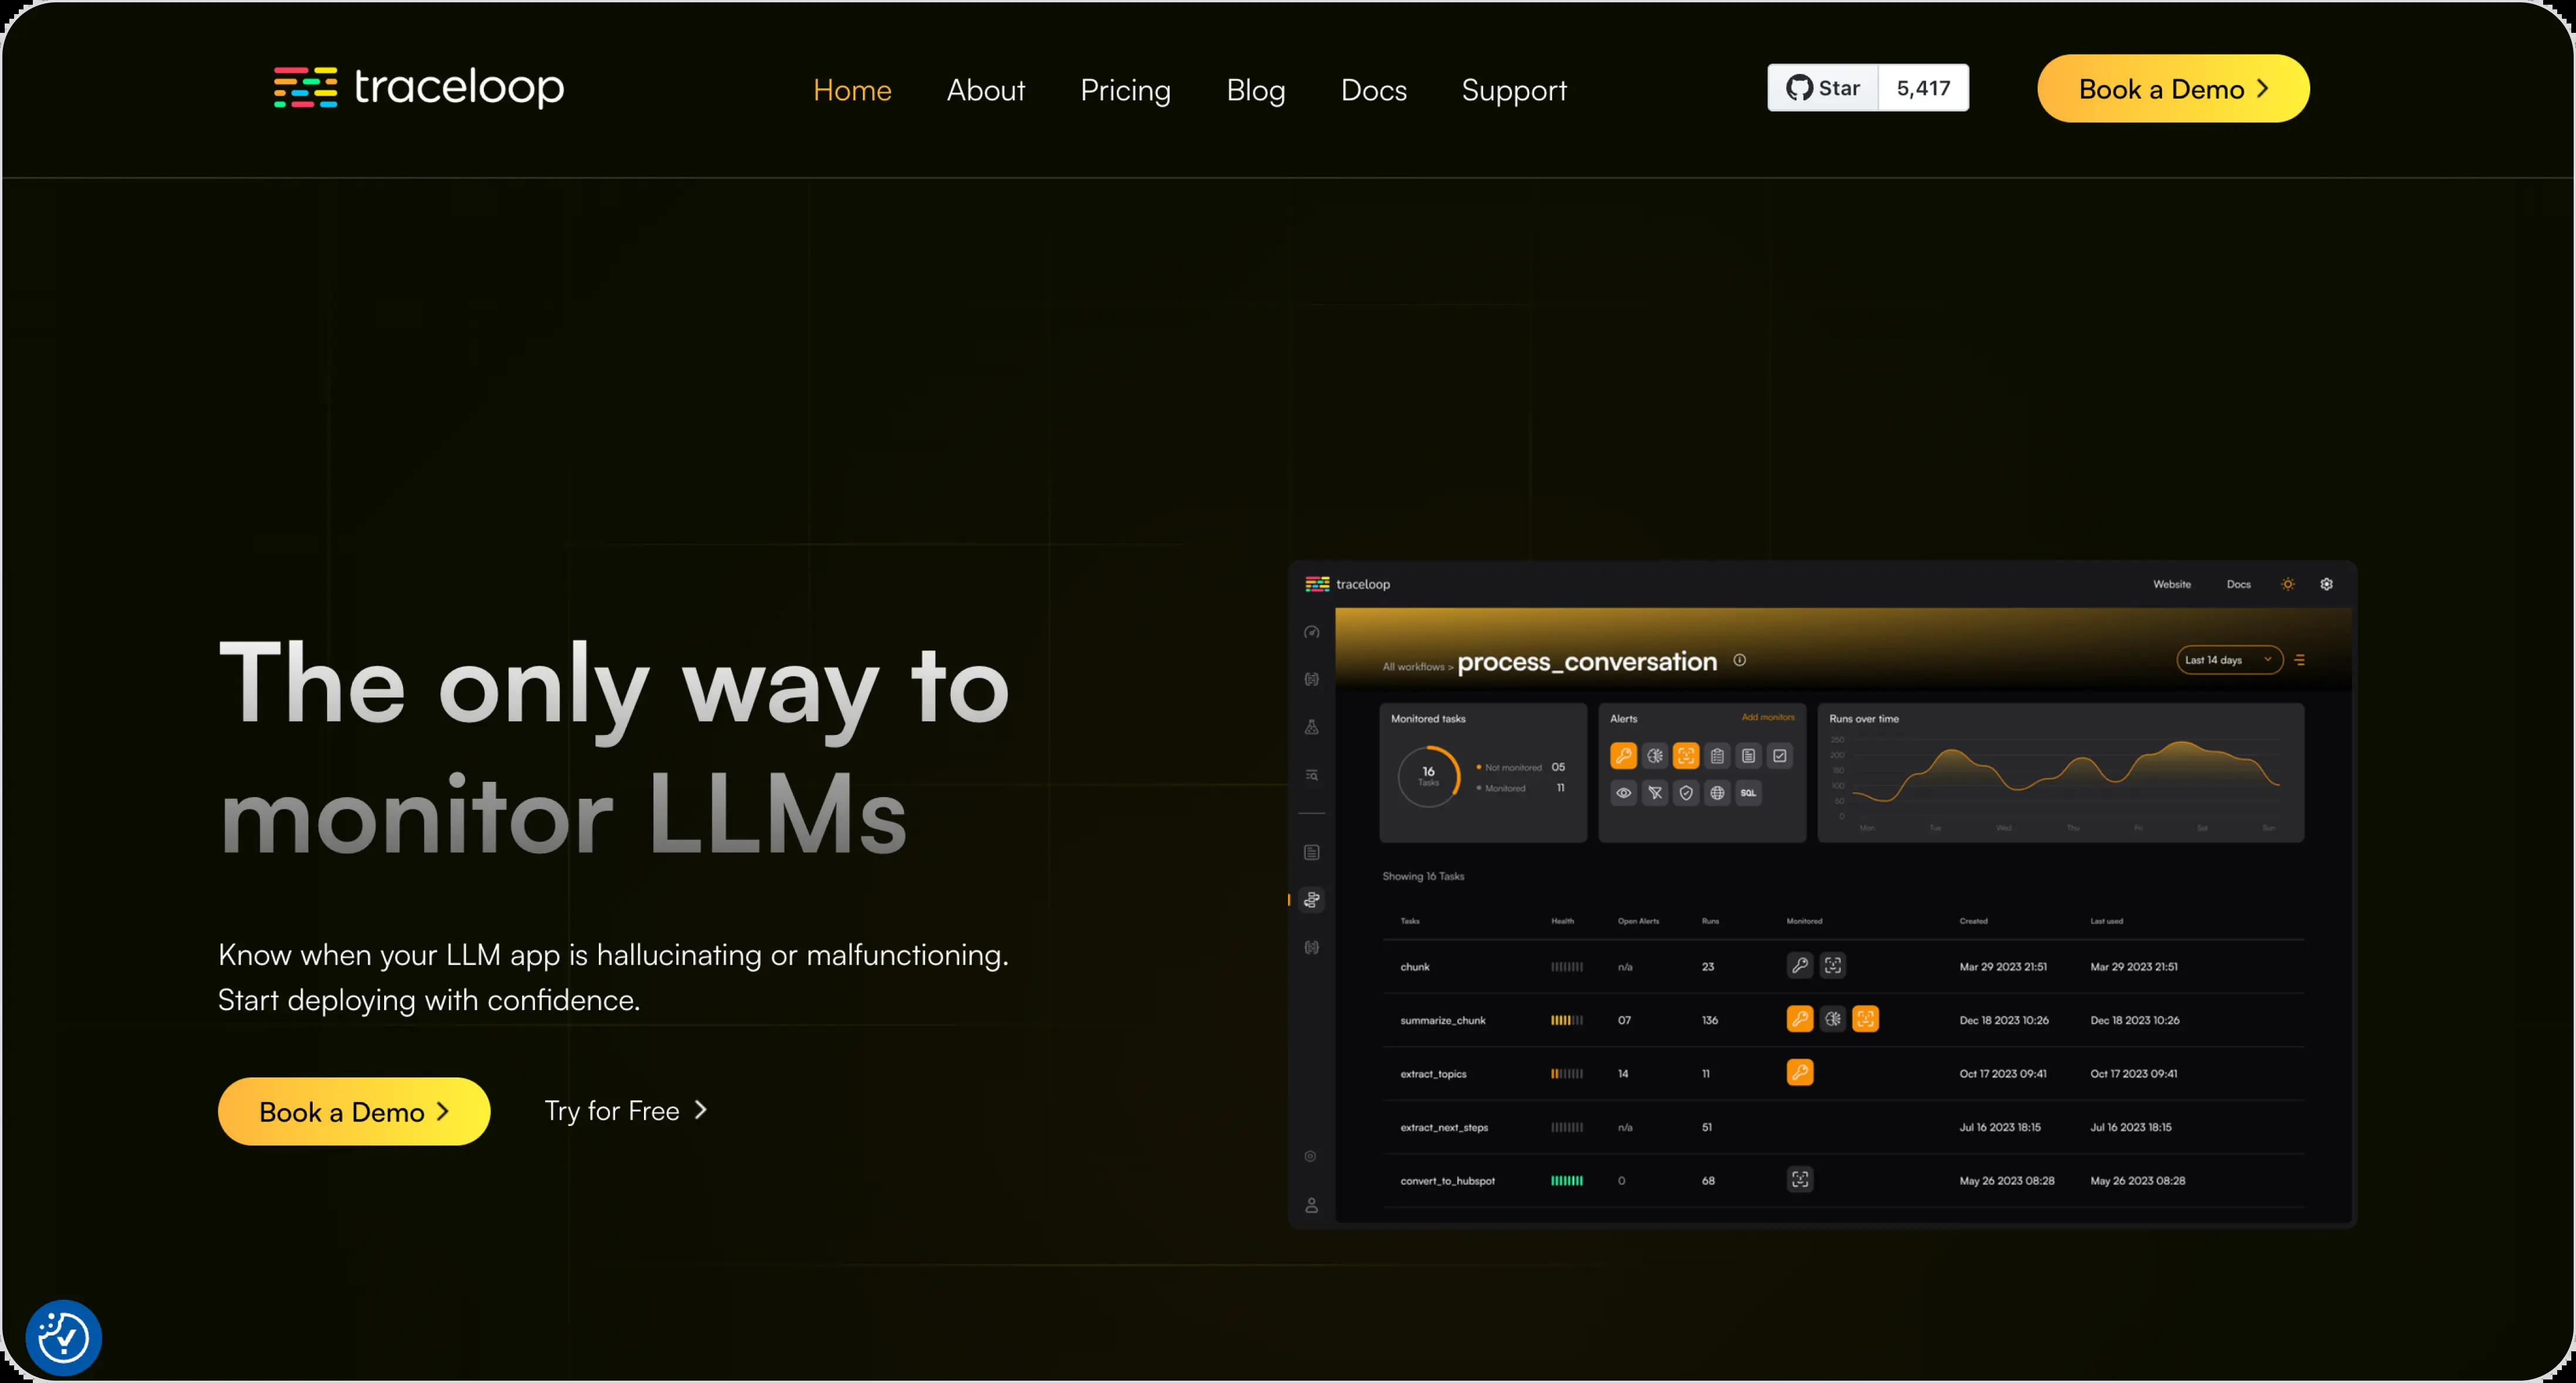 traceloop
Home About Pricing Blog Docs Support
Star 5,417
Book a Demo
The only way to
monitor LLMs
Know when your LLM app is hallucinating or malfunctioning.
Start deploying with confidence.
Book a Demo Try for Free
traceloop Website Docs
All workflows > process_conversation Last 14 days
Monitored tasks
16
Tasks
Not monitored 05
Monitored 11
Alerts Add monitors
SQL
Runs over time
250
200
150
100
50
0
Mon Tue Wed Thu Fri Sat Sun
Showing 16 Tasks
Tasks Health Open Alerts Runs Monitored Created Last used
chunk n/a 23 Mar 29 2023 21:51 Mar 29 2023 21:51
summarize_chunk 07 136 Dec 18 2023 10:26 Dec 18 2023 10:26
extract_topics 14 11 Oct 17 2023 09:41 Oct 17 2023 09:41
extract_next_steps n/a 51 Jul 16 2023 18:15 Jul 16 2023 18:15
convert_to_hubspot 0 68 May 26 2023 08:28 May 26 2023 08:28